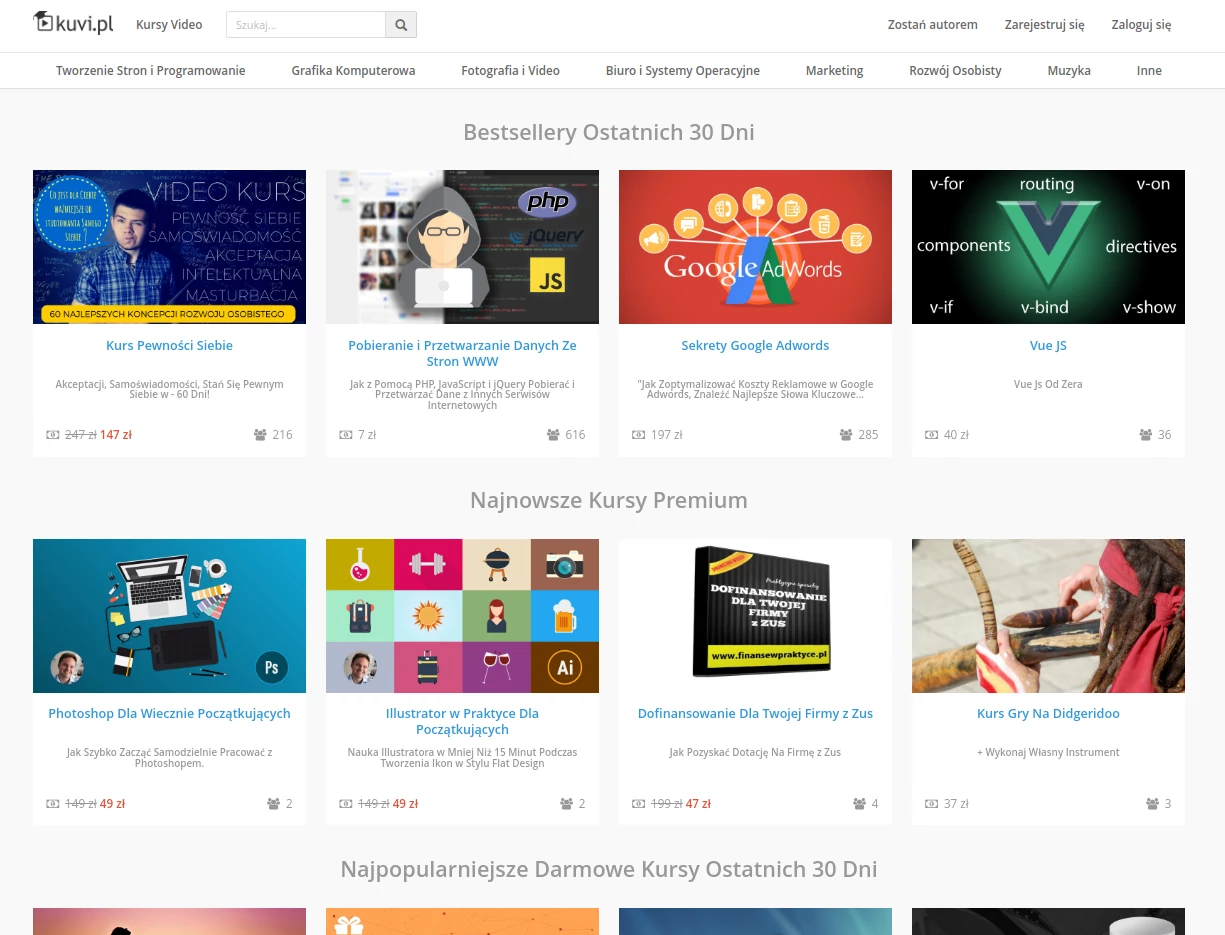 kuvi.pl
Kursy Video
Szukaj...
Zostań autorem
Zarejestruj się
Zaloguj się
Tworzenie Stron i Programowanie
Grafika Komputerowa
Fotografia i Video
Biuro i Systemy Operacyjne
Marketing
Rozwój Osobisty
Muzyka
Inne
Bestsellery Ostatnich 30 Dni
Co jest dla Ciebie
ważniejsze od
studiowania Samego
siebie ?
VIDEO KURS
PEWNOŚĆ SIEBIE
SAMOŚWIADOMOŚĆ
AKCEPTACJA
INTELEKTUALNA
MASTURBACJA
60 NAJLEPSZYCH KONCEPCJI ROZWOJU OSOBISTEGO
Kurs Pewności Siebie
Akceptacji, Samoświadomości, Stań Się Pewnym
Siebie w - 60 Dni!
247 zł 147 zł
216
php
jQuery
JS
Pobieranie i Przetwarzanie Danych Ze
Stron WWW
Jak z Pomocą PHP, JavaScript i jQuery Pobierać i
Przetwarzać Dane z Innych Serwisów
Internetowych
7 zł
616
Google AdWords
Sekrety Google Adwords
"Jak Zoptymalizować Koszty Reklamowe w Google
Adwords, Znaleźć Najlepsze Słowa Kluczowe...
197 zł
285
v-for
routing
v-on
components
directives
v-if
v-bind
v-show
Vue JS
Vue Js Od Zera
40 zł
36
Najnowsze Kursy Premium
Ps
Photoshop Dla Wiecznie Początkujących
Jak Szybko Zacząć Samodzielnie Pracować z
Photoshopem.
149 zł 49 zł
2
Ai
Illustrator w Praktyce Dla
Początkujących
Nauka Illustratora w Mniej Niż 15 Minut Podczas
Tworzenia Ikon w Stylu Flat Design
149 zł 49 zł
2
Praktyczne sposoby
DOFINANSOWANIE
DLA TWOJEJ
FIRMY
z ZUS
www.finansewpraktyce.pl
Dofinansowanie Dla Twojej Firmy z Zus
Jak Pozyskać Dotację Na Firmę z Zus
199 zł 47 zł
4
Kurs Gry Na Didgeridoo
+ Wykonaj Własny Instrument
37 zł
3
Najpopularniejsze Darmowe Kursy Ostatnich 30 Dni